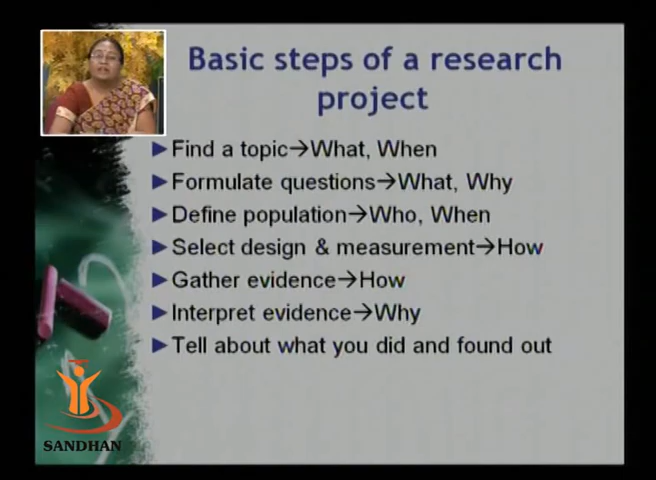 Basic steps of a research
project
►Find a topic→What, When
►Formulate questions→What, Why
►Define population→Who, When
►Select design & measurement→How
►Gather evidence→How
►Interpret evidence→Why
►Tell about what you did and found out
SANDHAN